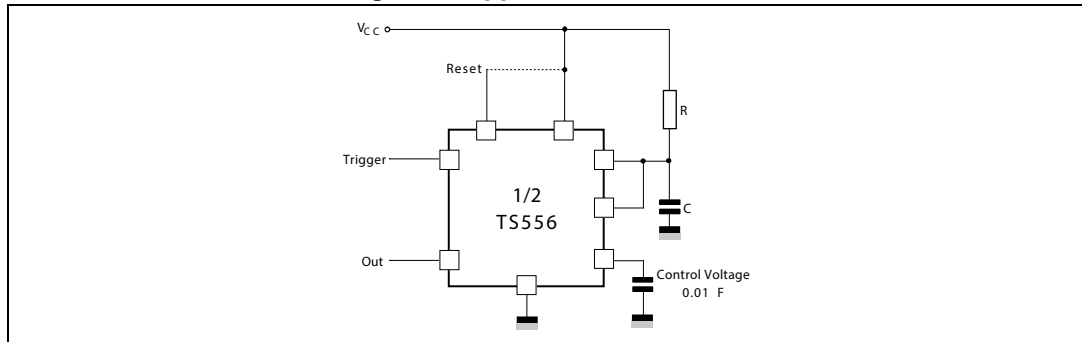 VCC
Reset
R
Trigger
1/2
TS556
C
Out
Control Voltage
0.01 F